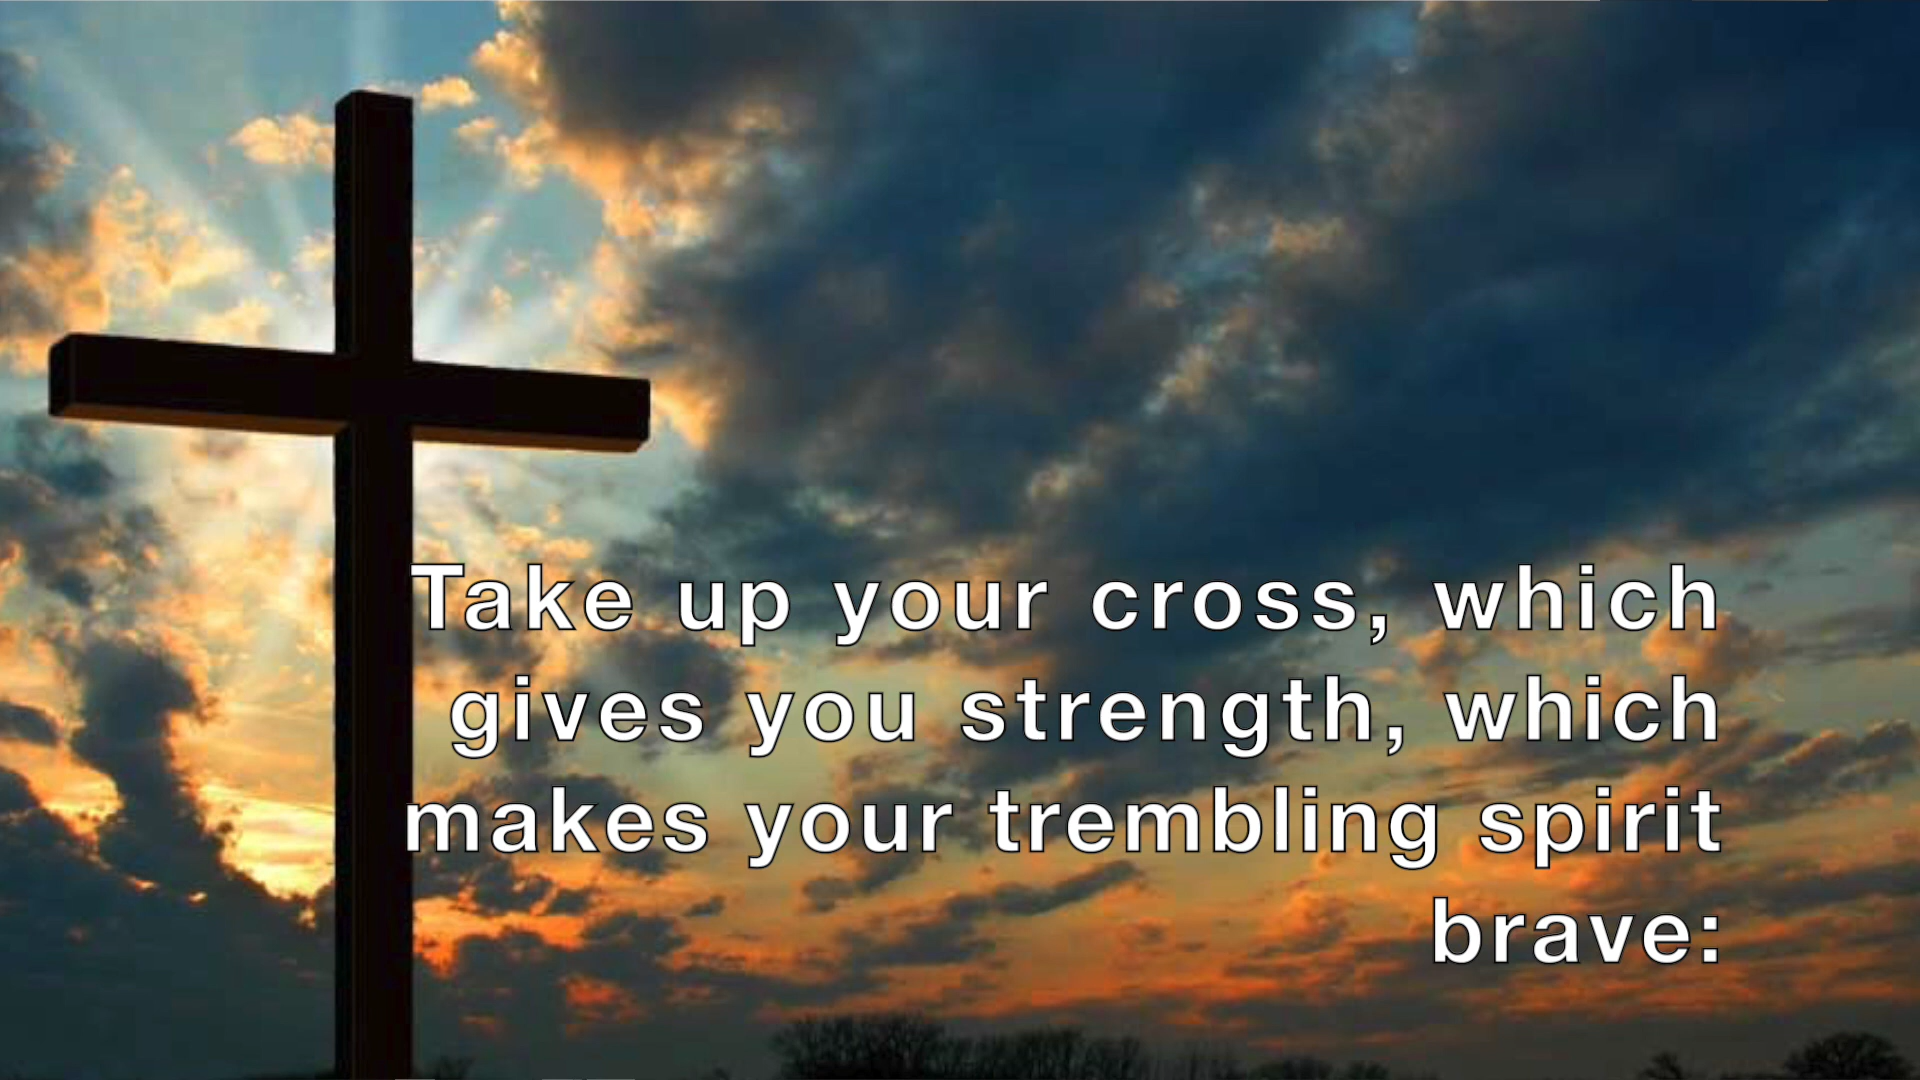 Take up your cross, which
gives you strength, which
makes your trembling spirit
brave: